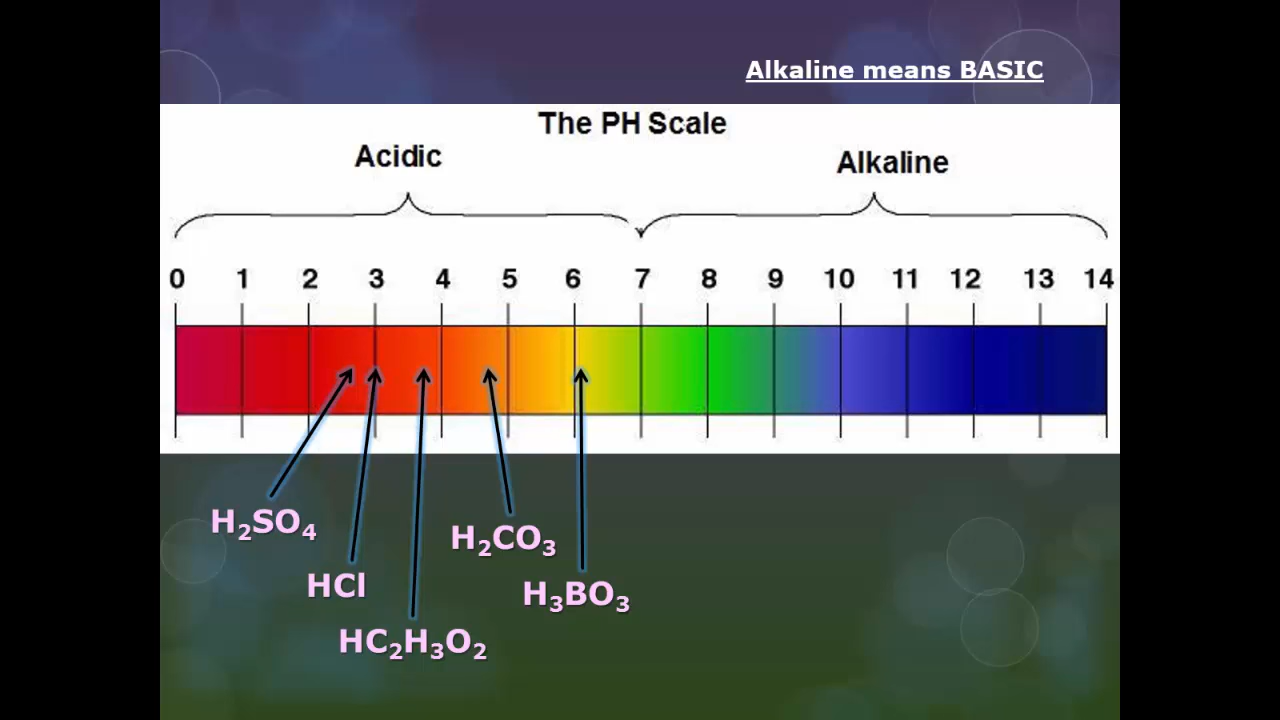 Alkaline means BASIC
The PH Scale
Acidic
Alkaline
0 1 2 3 4 5 6 7 8 9 10 11 12 13 14
H₂SO₄
H₂CO₃
HCl
H₃BO₃
HC₂H₃O₂